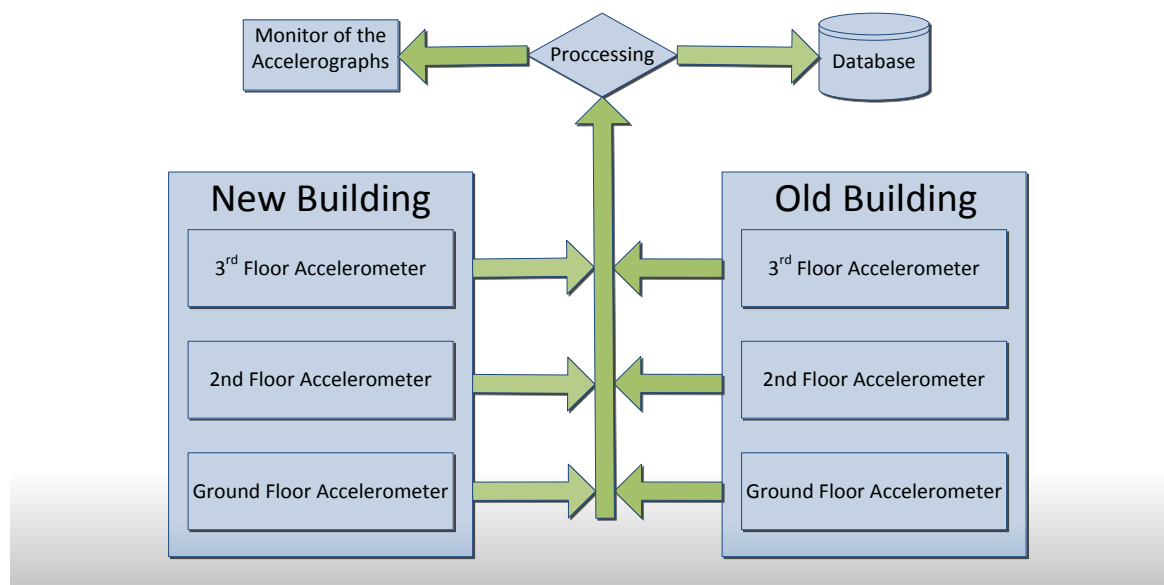 Monitor of the
Accelerographs
Proccessing
Database
New Building
3rd Floor Accelerometer
2nd Floor Accelerometer
Ground Floor Accelerometer
Old Building
3rd Floor Accelerometer
2nd Floor Accelerometer
Ground Floor Accelerometer